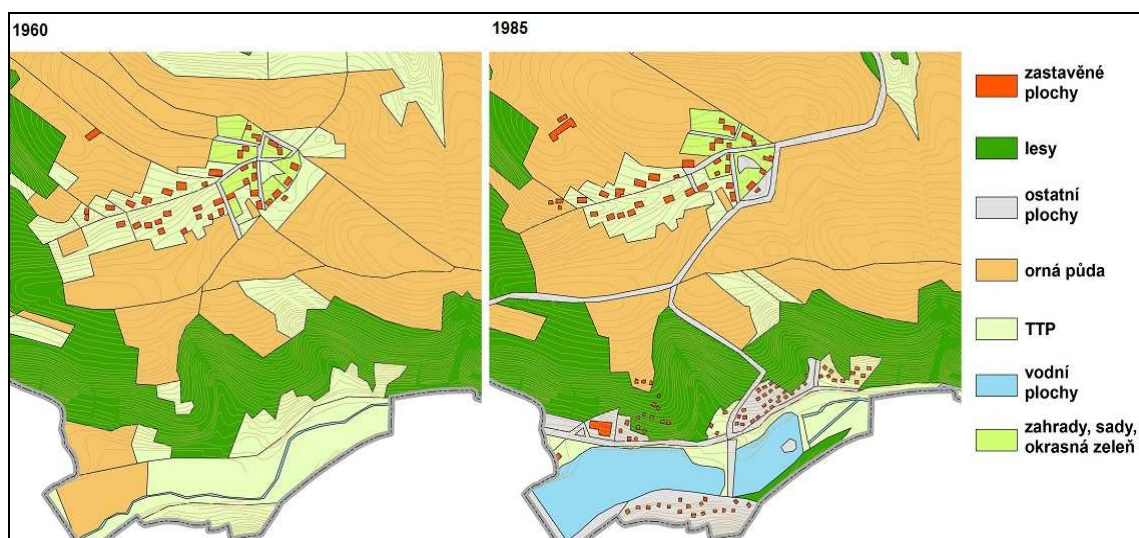 1960
1985
zastavěné
plochy
lesy
ostatní
plochy
orná půda
TTP
vodní
plochy
zahrady, sady,
okrasná zeleň